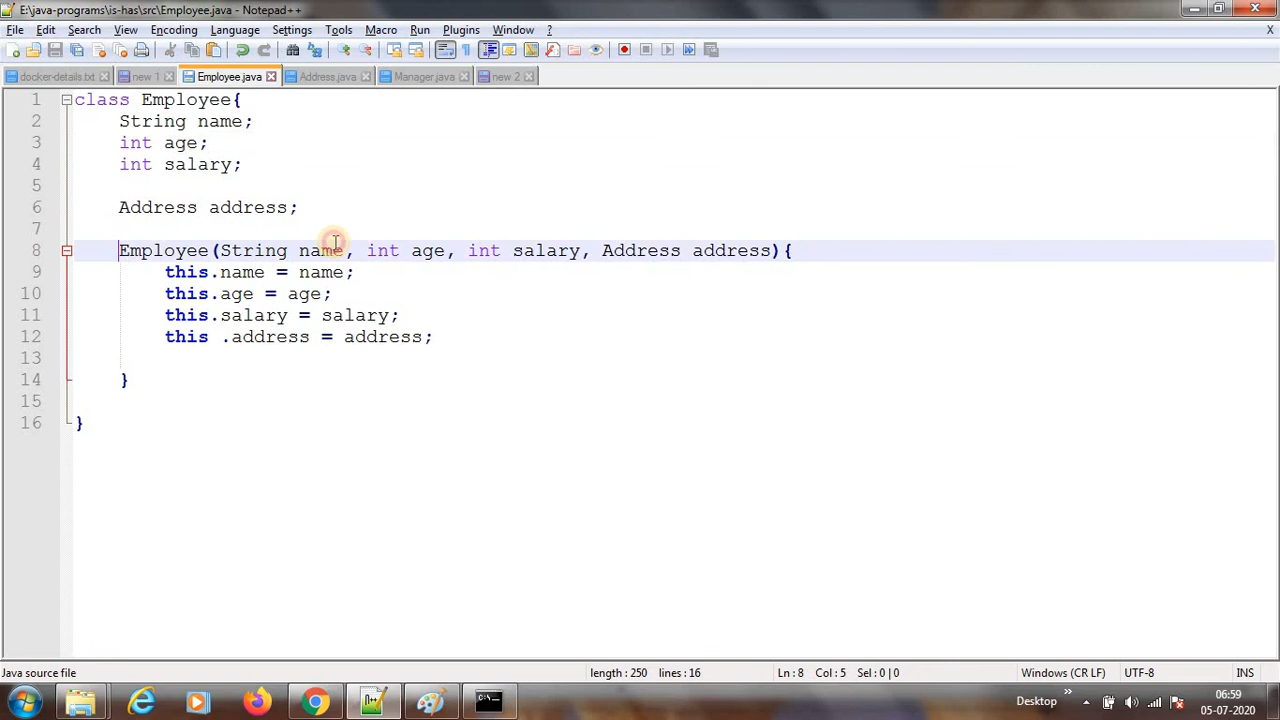 E:\java-programs\is-has\src\Employee.java - Notepad++
File Edit Search View Encoding Language Settings Tools Macro Run Plugins Window ? X
docker-details.txt new 1 Employee.java Address.java Manager.java new 2
1 class Employee{
2 String name;
3 int age;
4 int salary;
5
6 Address address;
7
8 Employee(String name, int age, int salary, Address address){
9 this.name = name;
10 this.age = age;
11 this.salary = salary;
12 this .address = address;
13
14 }
15
16 }
Java source file length : 250 lines : 16 Ln : 8 Col : 5 Sel : 0 | 0 Windows (CR LF) UTF-8 INS
Desktop » 06:59
05-07-2020